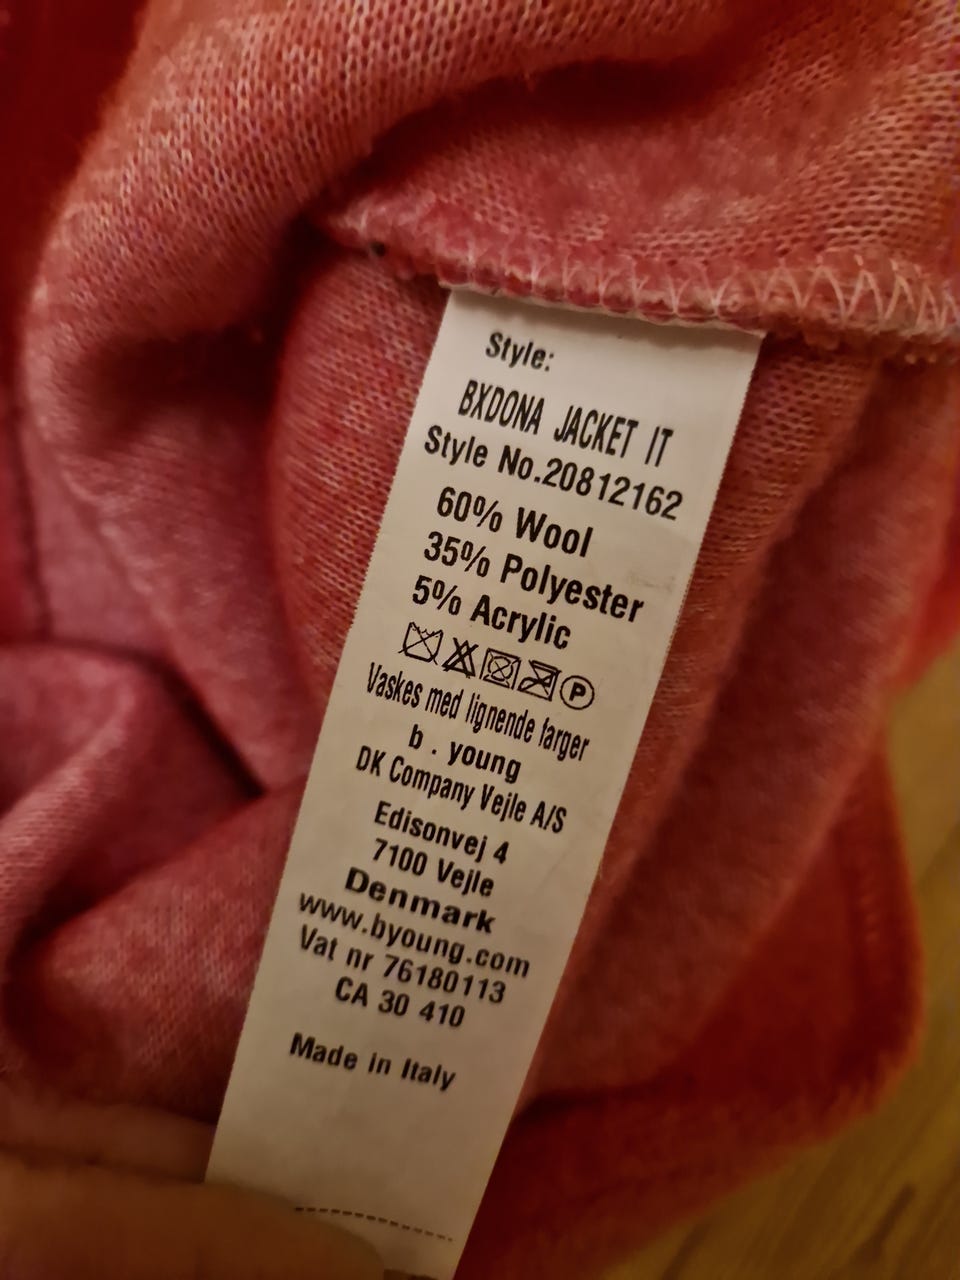 Style:
BXDONA JACKET IT
Style No.20812162
60% Wool
35% Polyester
5% Acrylic
P
Vaskes med lignende farger
b . young
DK Company Vejle A/S
Edisonvej 4
7100 Vejle
Denmark
www.byoung.com
Vat nr 76180113
CA 30 410
Made in Italy